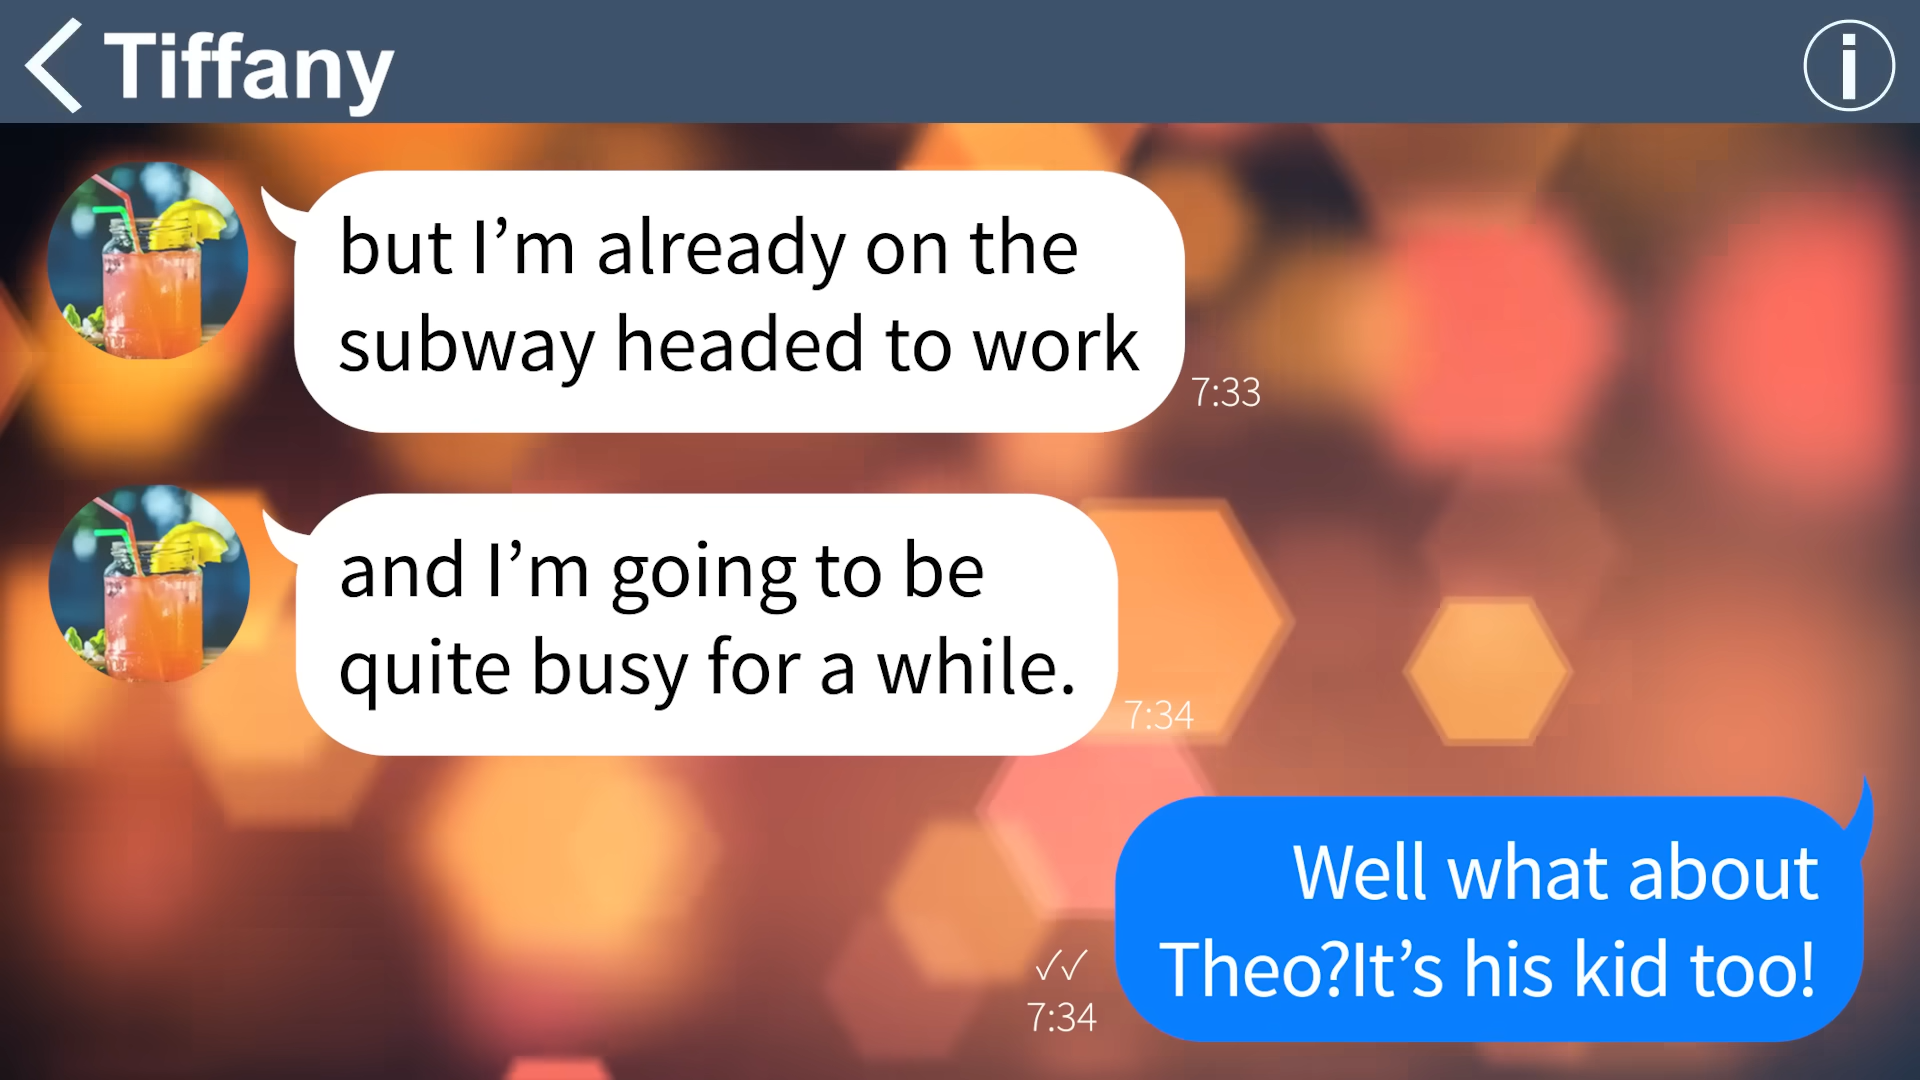 Tiffany
but I’m already on the
subway headed to work
7:33
and I’m going to be
quite busy for a while.
7:34
Well what about
Theo?It’s his kid too!
✓✓
7:34